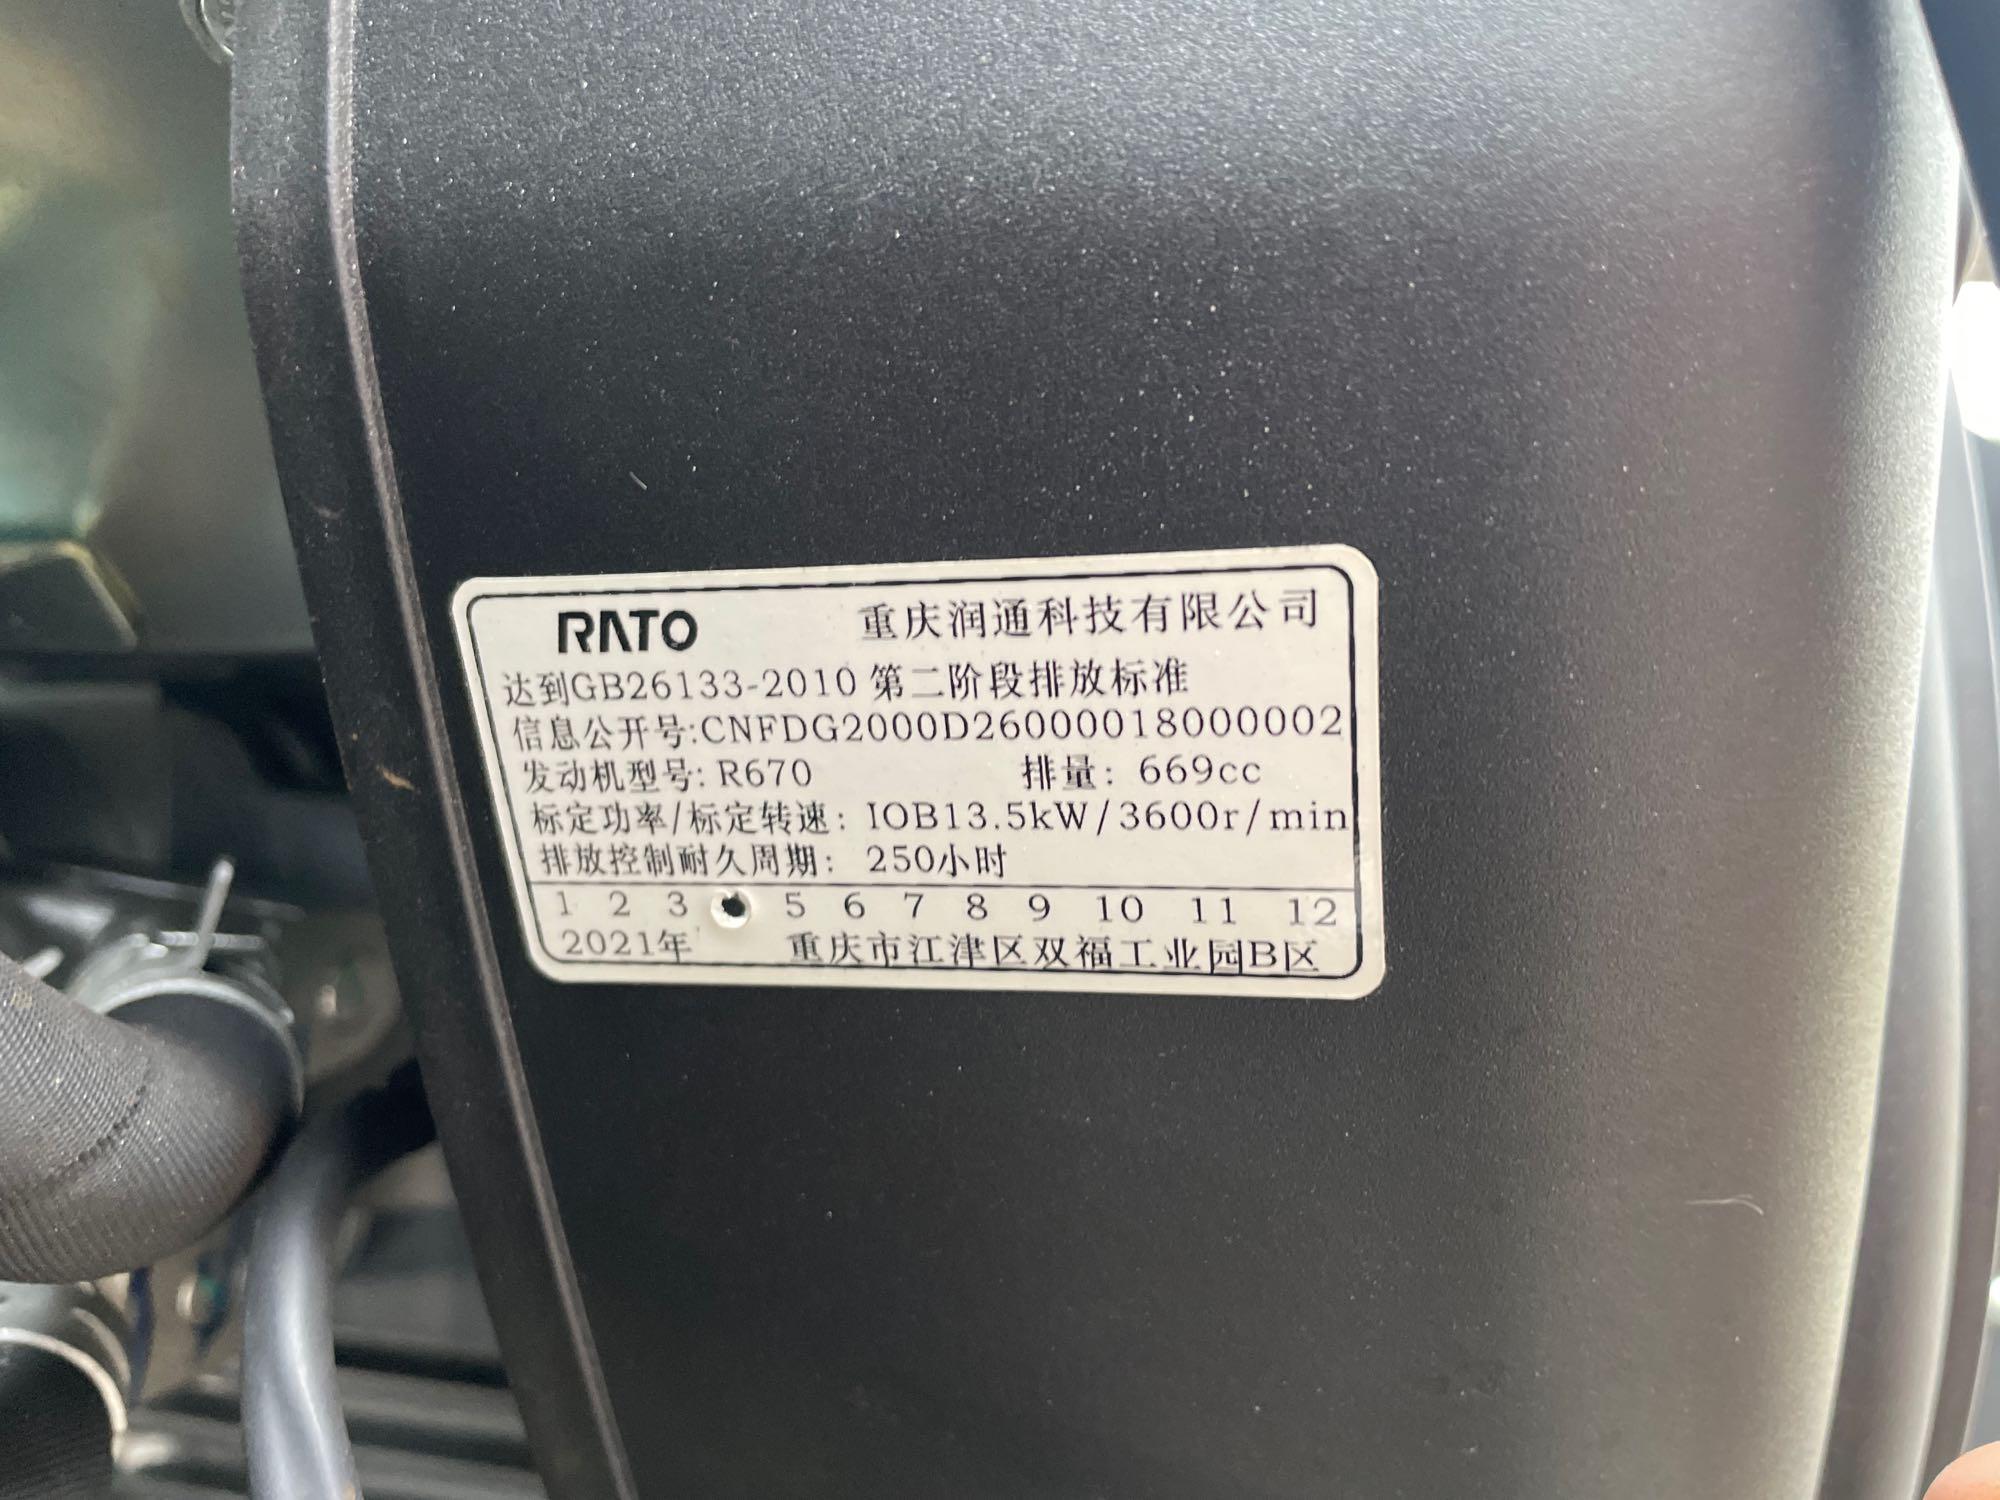 RATO 重庆润通科技有限公司
达到GB26133-2010 第二阶段排放标准
信息公开号:CNFDG2000D26000018000002
发动机型号: R670 排量: 669cc
标定功率/标定转速: IOB13.5kW/3600r/min
排放控制耐久周期: 250小时
1 2 3 5 6 7 8 9 10 11 12
2021年 重庆市江津区双福工业园B区